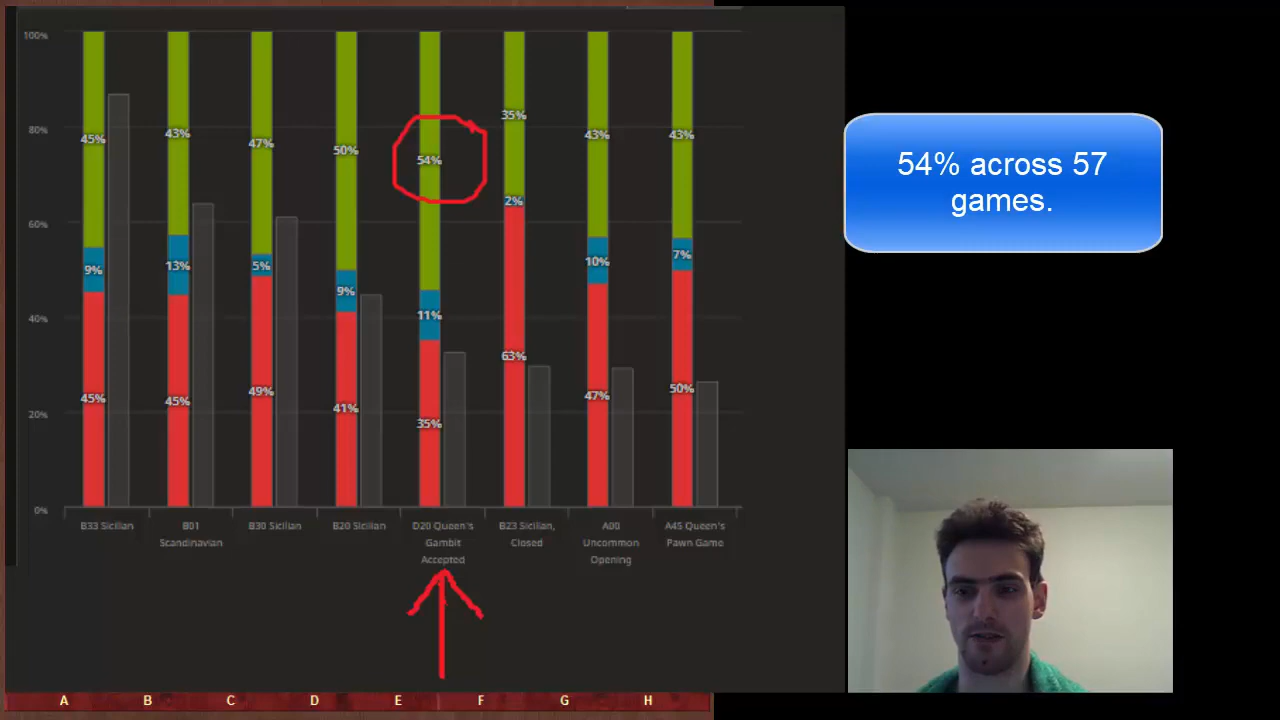 100%
80%
60%
40%
20%
0%
45%
9%
45%
43%
13%
45%
47%
5%
49%
50%
9%
41%
54%
11%
35%
35%
2%
63%
43%
10%
47%
43%
7%
50%
B33 Sicilian
B01
Scandinavian
B30 Sicilian
B20 Sicilian
D20 Queen's
Gambit
Accepted
B23 Sicilian,
Closed
A00
Uncommon
Opening
A45 Queen's
Pawn Game
54% across 57
games.
A B C D E F G H